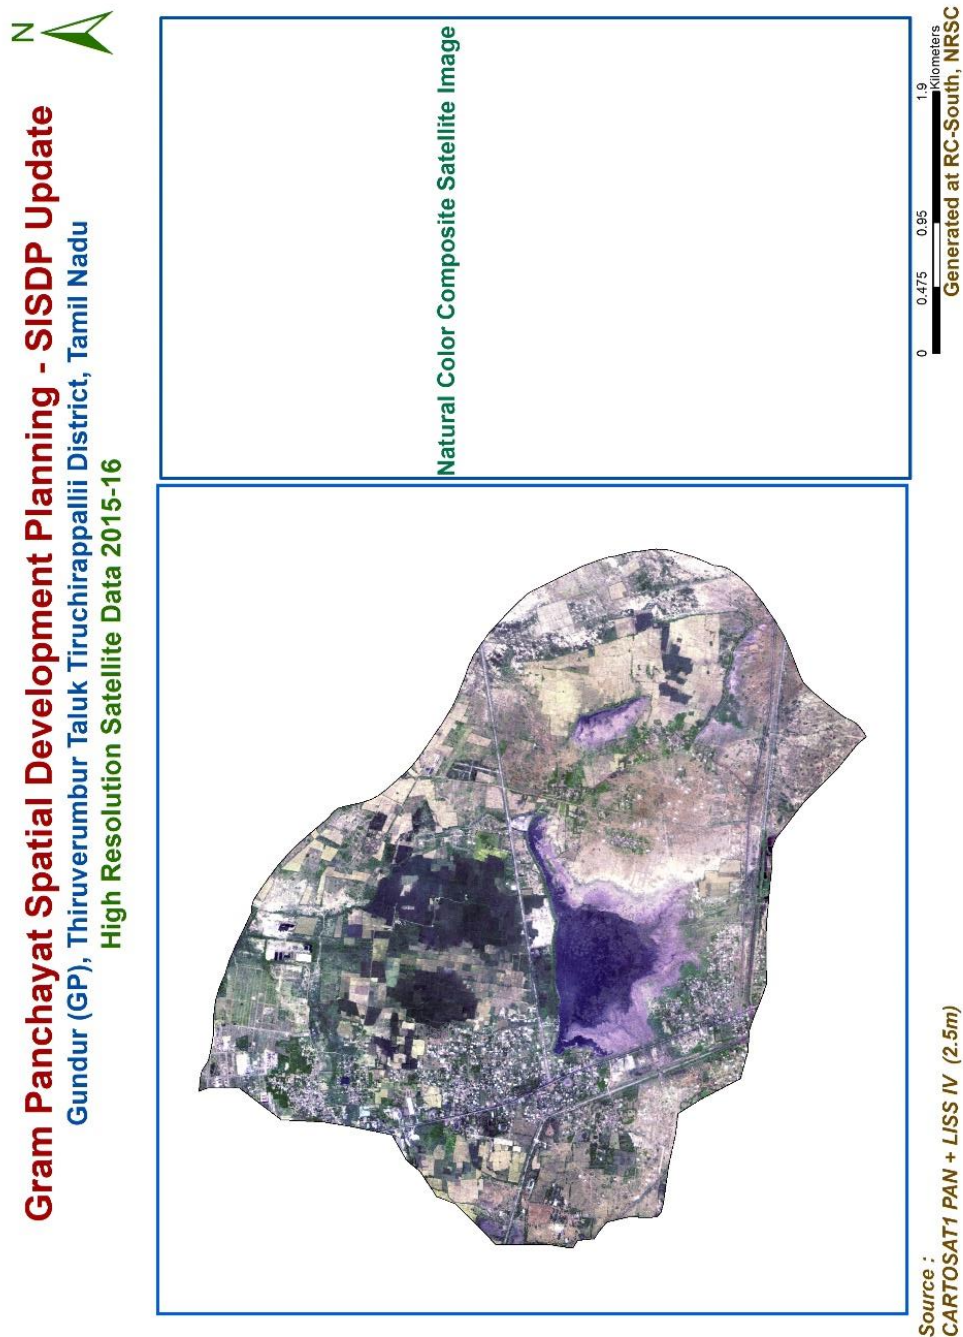 Gram Panchayat Spatial Development Planning - SISDP Update
Gundur (GP), Thiruverumbur Taluk Tiruchirappallii District, Tamil Nadu
High Resolution Satellite Data 2015-16
N
Natural Color Composite Satellite Image
Source :
CARTOSAT1 PAN + LISS IV (2.5m)
0 0.475 0.95 1.9
Kilometers
Generated at RC-South, NRSC